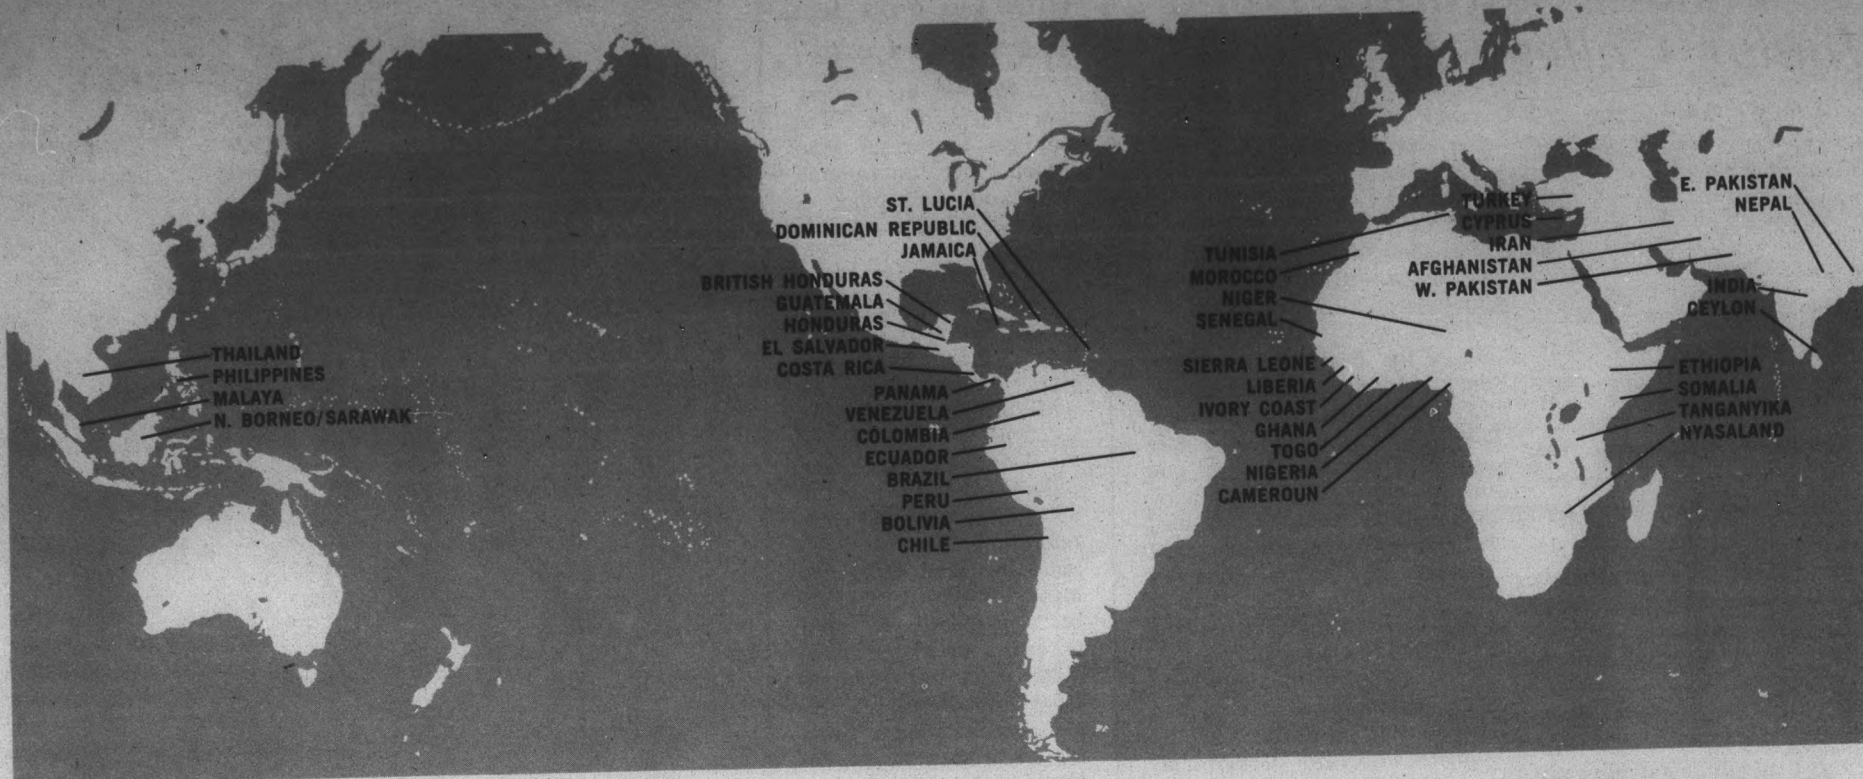 THAILAND
PHILIPPINES
MALAYA
N. BORNEO/SARAWAK
ST. LUCIA
DOMINICAN REPUBLIC
JAMAICA
BRITISH HONDURAS
GUATEMALA
HONDURAS
EL SALVADOR
COSTA RICA
PANAMA
VENEZUELA
COLOMBIA
ECUADOR
BRAZIL
PERU
BOLIVIA
CHILE
TUNISIA
MOROCCO
NIGER
SENEGAL
SIERRA LEONE
LIBERIA
IVORY COAST
GHANA
TOGO
NIGERIA
CAMEROUN
TURKEY
CYPRUS
IRAN
AFGHANISTAN
W. PAKISTAN
E. PAKISTAN
NEPAL
INDIA
CEYLON
ETHIOPIA
SOMALIA
TANGANYIKA
NYASALAND